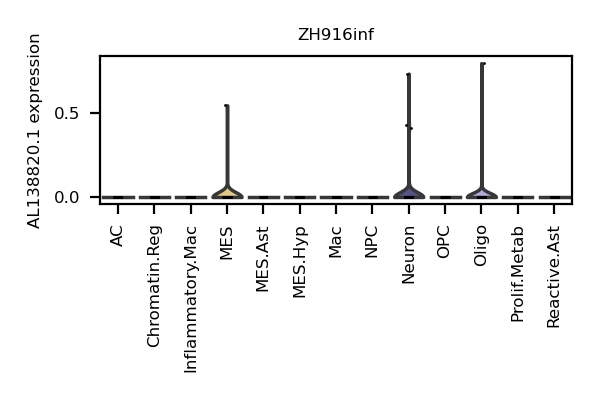 ZH916inf
AL138820.1 expression
0.5
0.0
AC
Chromatin.Reg
Inflammatory.Mac
MES
MES.Ast
MES.Hyp
Mac
NPC
Neuron
OPC
Oligo
Prolif.Metab
Reactive.Ast